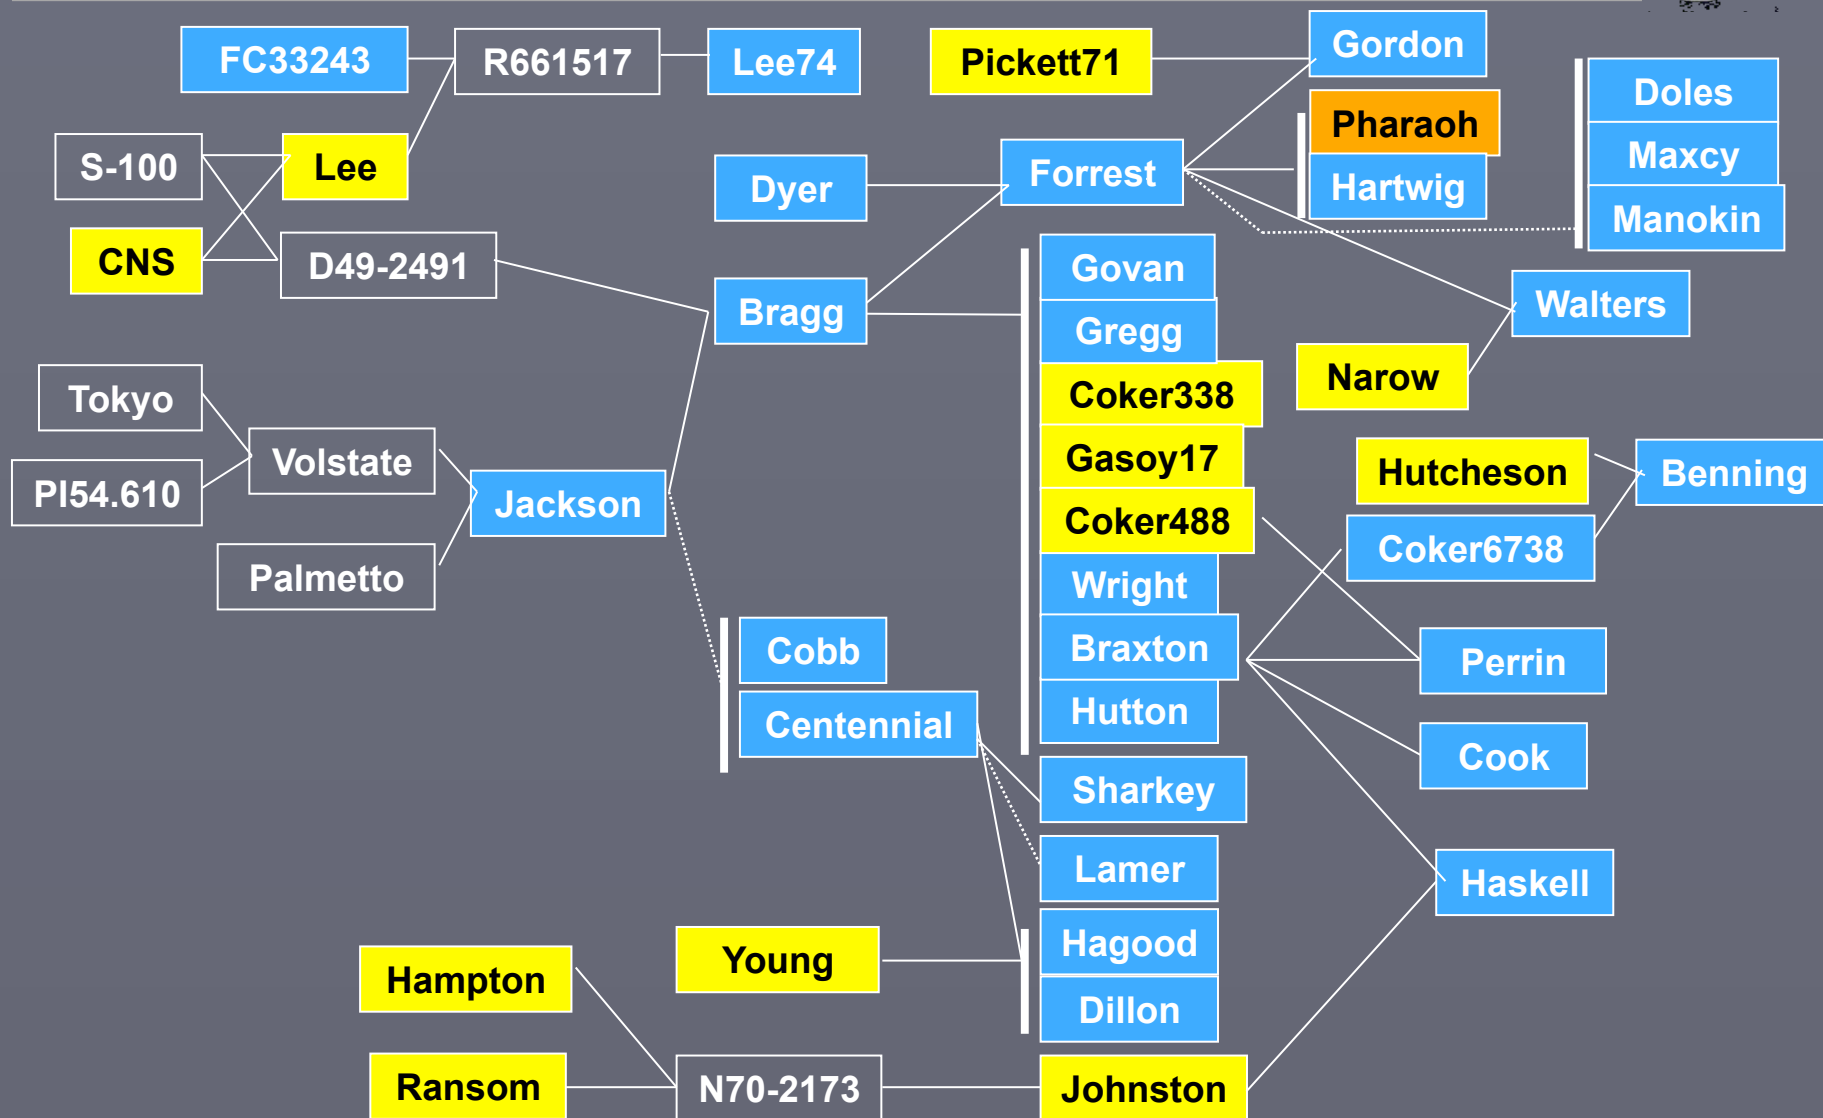 FC33243
R661517
Lee74
Pickett71
Gordon
Doles
Pharaoh
Maxcy
S-100
Lee
Dyer
Forrest
Hartwig
Manokin
CNS
D49-2491
Bragg
Govan
Walters
Gregg
Tokyo
Coker338
Narow
Volstate
Gasoy17
Hutcheson
Benning
PI54.610
Jackson
Coker488
Coker6738
Palmetto
Wright
Cobb
Braxton
Perrin
Centennial
Hutton
Cook
Sharkey
Lamer
Haskell
Hampton
Young
Hagood
Dillon
Ransom
N70-2173
Johnston